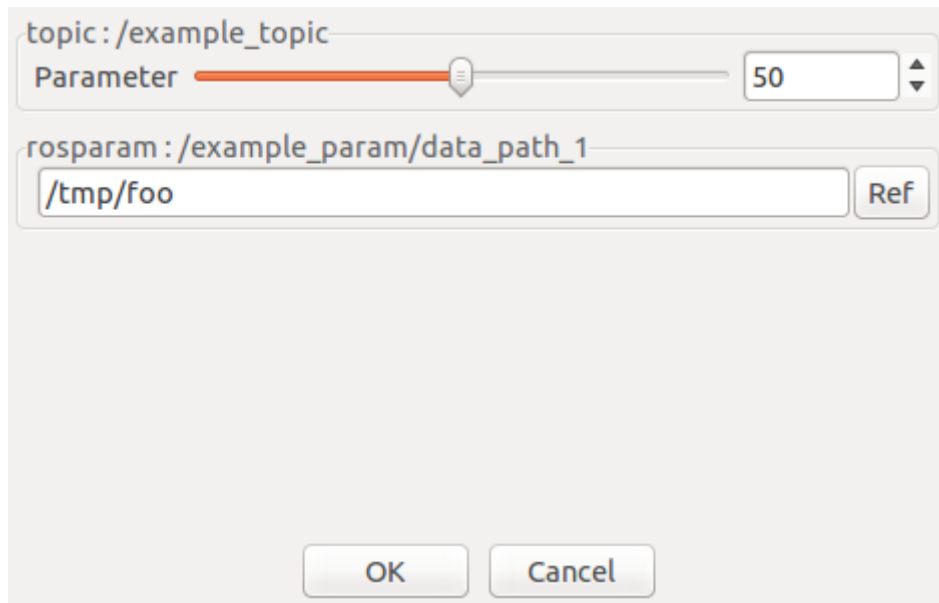 topic : /example_topic
Parameter 50
rosparam : /example_param/data_path_1
/tmp/foo Ref
OK Cancel